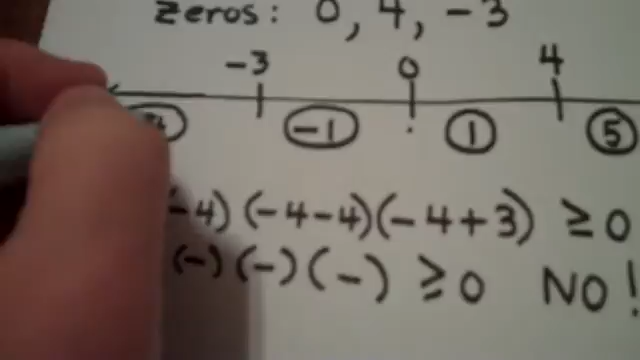 zeros: 0, 4, -3
-3 0 4
-1 1 5
-4) (-4-4)(-4+3) ≥0
(-)(-)(-) ≥0 NO!